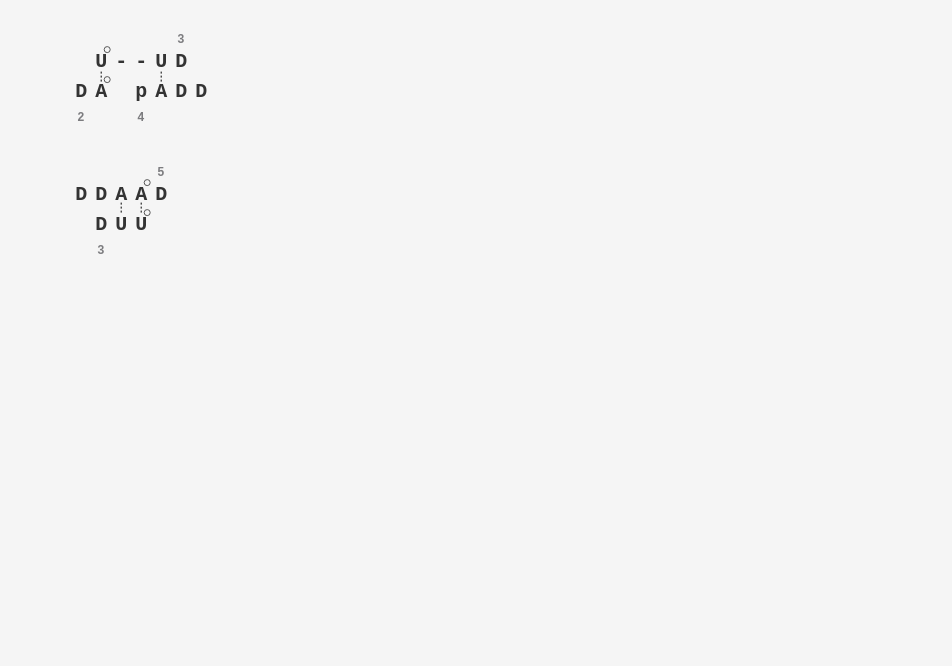 3
U - - U D
D A p A D D
2 4
5
D D A A D
D U U
3